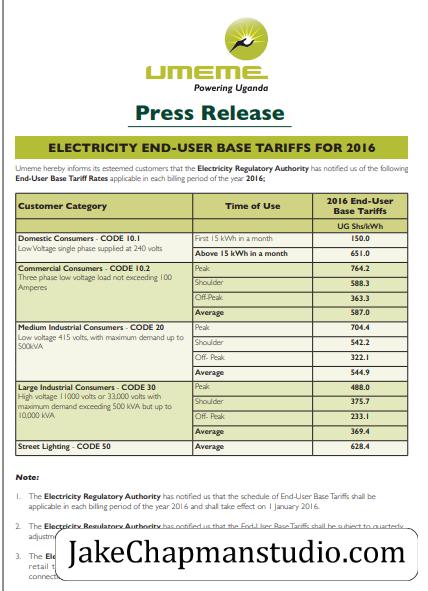 UMEME
Powering Uganda
Press Release
ELECTRICITY END-USER BASE TARIFFS FOR 2016
Umeme hereby informs its esteemed customers that the Electricity Regulatory Authority has notified us of the following
End-User Base Tariff Rates applicable in each billing period of the year 2016;
Customer Category Time of Use 2016 End-User
Base Tariffs
UG Shs/kWh
Domestic Consumers - CODE 10.1 First 15 kWh in a month 150.0
Low Voltage single phase supplied at 240 volts Above 15 kWh in a month 651.0
Commercial Consumers - CODE 10.2 Peak 764.2
Three phase low voltage load not exceeding 100
Amperes Shoulder 588.3
Off-Peak 363.3
Average 587.0
Medium Industrial Consumers - CODE 20 Peak 704.4
Low voltage 415 volts, with maximum demand up to
500kVA Shoulder 542.2
Off- Peak 322.1
Average 544.9
Large Industrial Consumers - CODE 30 Peak 488.0
High voltage 11000 volts or 33,000 volts with
maximum demand exceeding 500 kVA but up to
10,000 kVA Shoulder 375.7
Off- Peak 233.1
Average 369.4
Street Lighting - CODE 50 Average 628.4
Note:
1. The Electricity Regulatory Authority has notified us that the schedule of End-User Base Tariffs shall be
applicable in each billing period of the year 2016 and shall take effect on 1 January 2016.
2. The Electricity Regulatory Authority has notified us that the End-User Base Tariffs shall be subject to quarterly
3. The
retail
JakeChapmanstudio.com